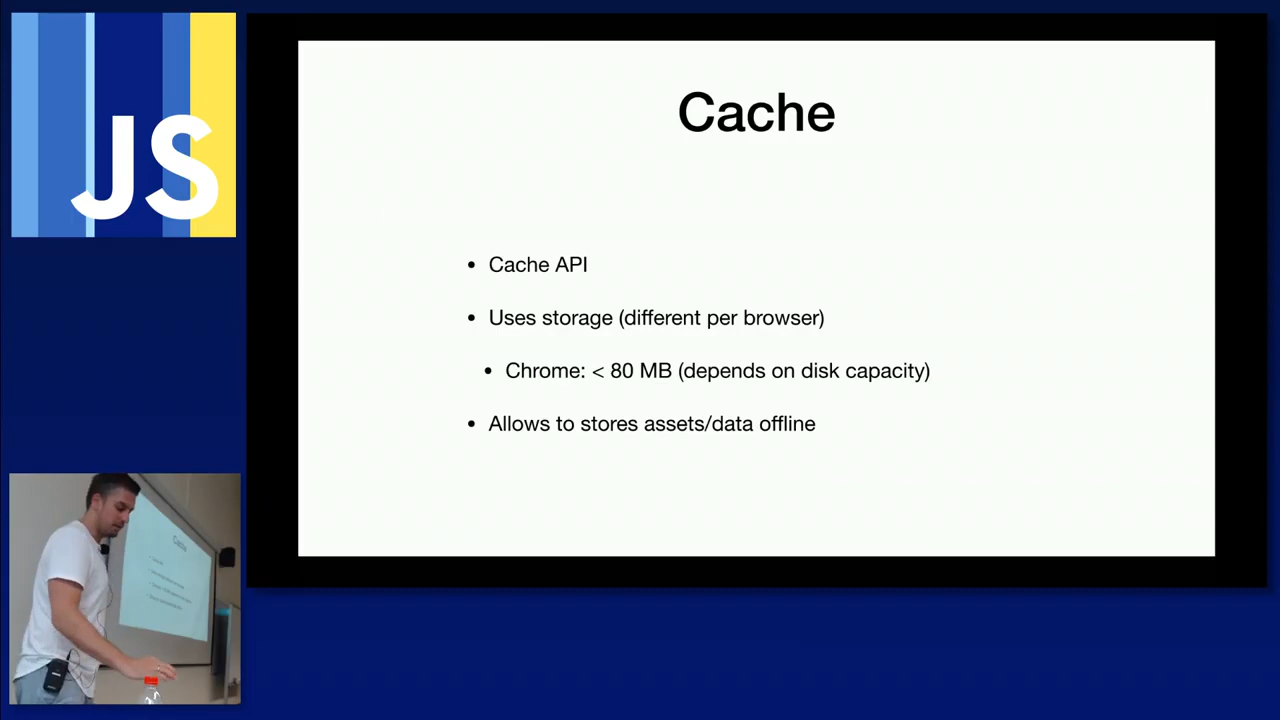 JS
Cache
• Cache API
• Uses storage (different per browser)
• Chrome: < 80 MB (depends on disk capacity)
• Allows to stores assets/data offline
Cache